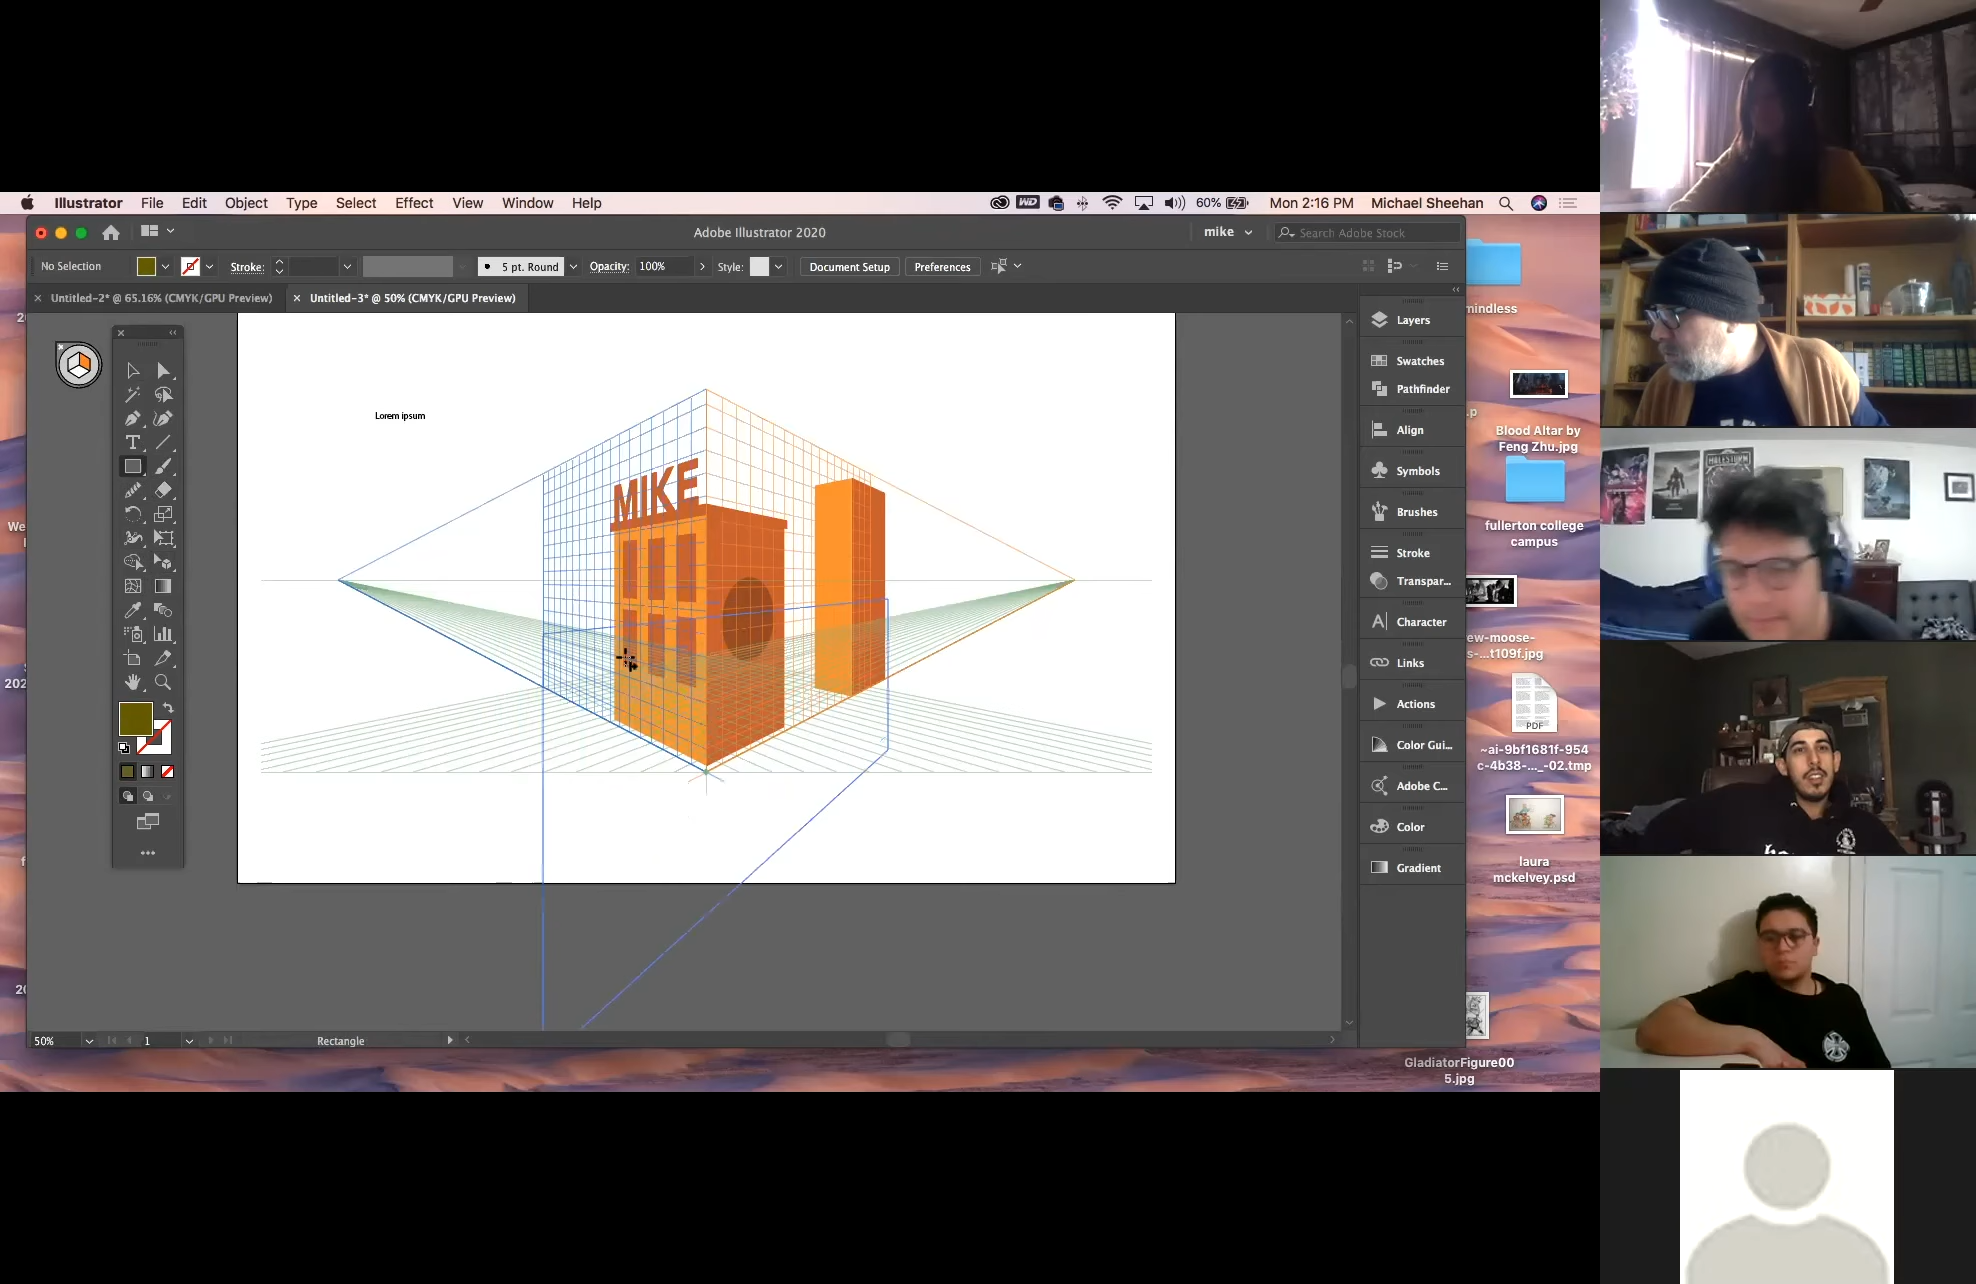 Illustrator File Edit Object Type Select Effect View Window Help
60% Mon 2:16 PM Michael Sheehan
Adobe Illustrator 2020
mike
Search Adobe Stock
No Selection
Stroke:
5 pt. Round
Opacity: 100%
Style:
Document Setup
Preferences
Untitled-2* @ 65.16% (CMYK/GPU Preview)
Untitled-3* @ 50% (CMYK/GPU Preview)
Lorem ipsum
MIKE
Layers
Swatches
Pathfinder
Align
Symbols
Brushes
Stroke
Transpar...
Character
Links
Actions
Color Gui...
Adobe C...
Color
Gradient
mindless
Blood Altar by
Feng Zhu.jpg
fullerton college
campus
ew-moose-
s-...t109f.jpg
PDF
~ai-9bf1681f-954
c-4b38-..._-02.tmp
laura
mckelvey.psd
GladiatorFigure00
5.jpg
50%
1
Rectangle